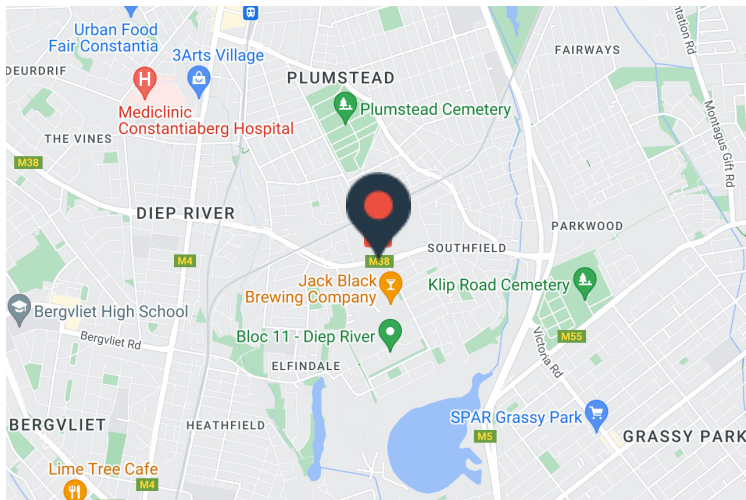 Urban Food
Fair Constantia
3Arts Village
FAIRWAYS
DEURDRIF
PLUMSTEAD
H
Mediclinic
Constantiaberg Hospital
Plumstead Cemetery
Montagus Gift Rd
THE VINES
M38
DIEP RIVER
PARKWOOD
SOUTHFIELD
M4
M38
Jack Black
Brewing Company
Klip Road Cemetery
Bergvliet High School
Bergvliet Rd
Bloc 11 - Diep River
M55
Victoria Rd
ELFINDALE
SPAR Grassy Park
BERGVLIET
HEATHFIELD
M5
GRASSY PARK
Lime Tree Cafe
M4